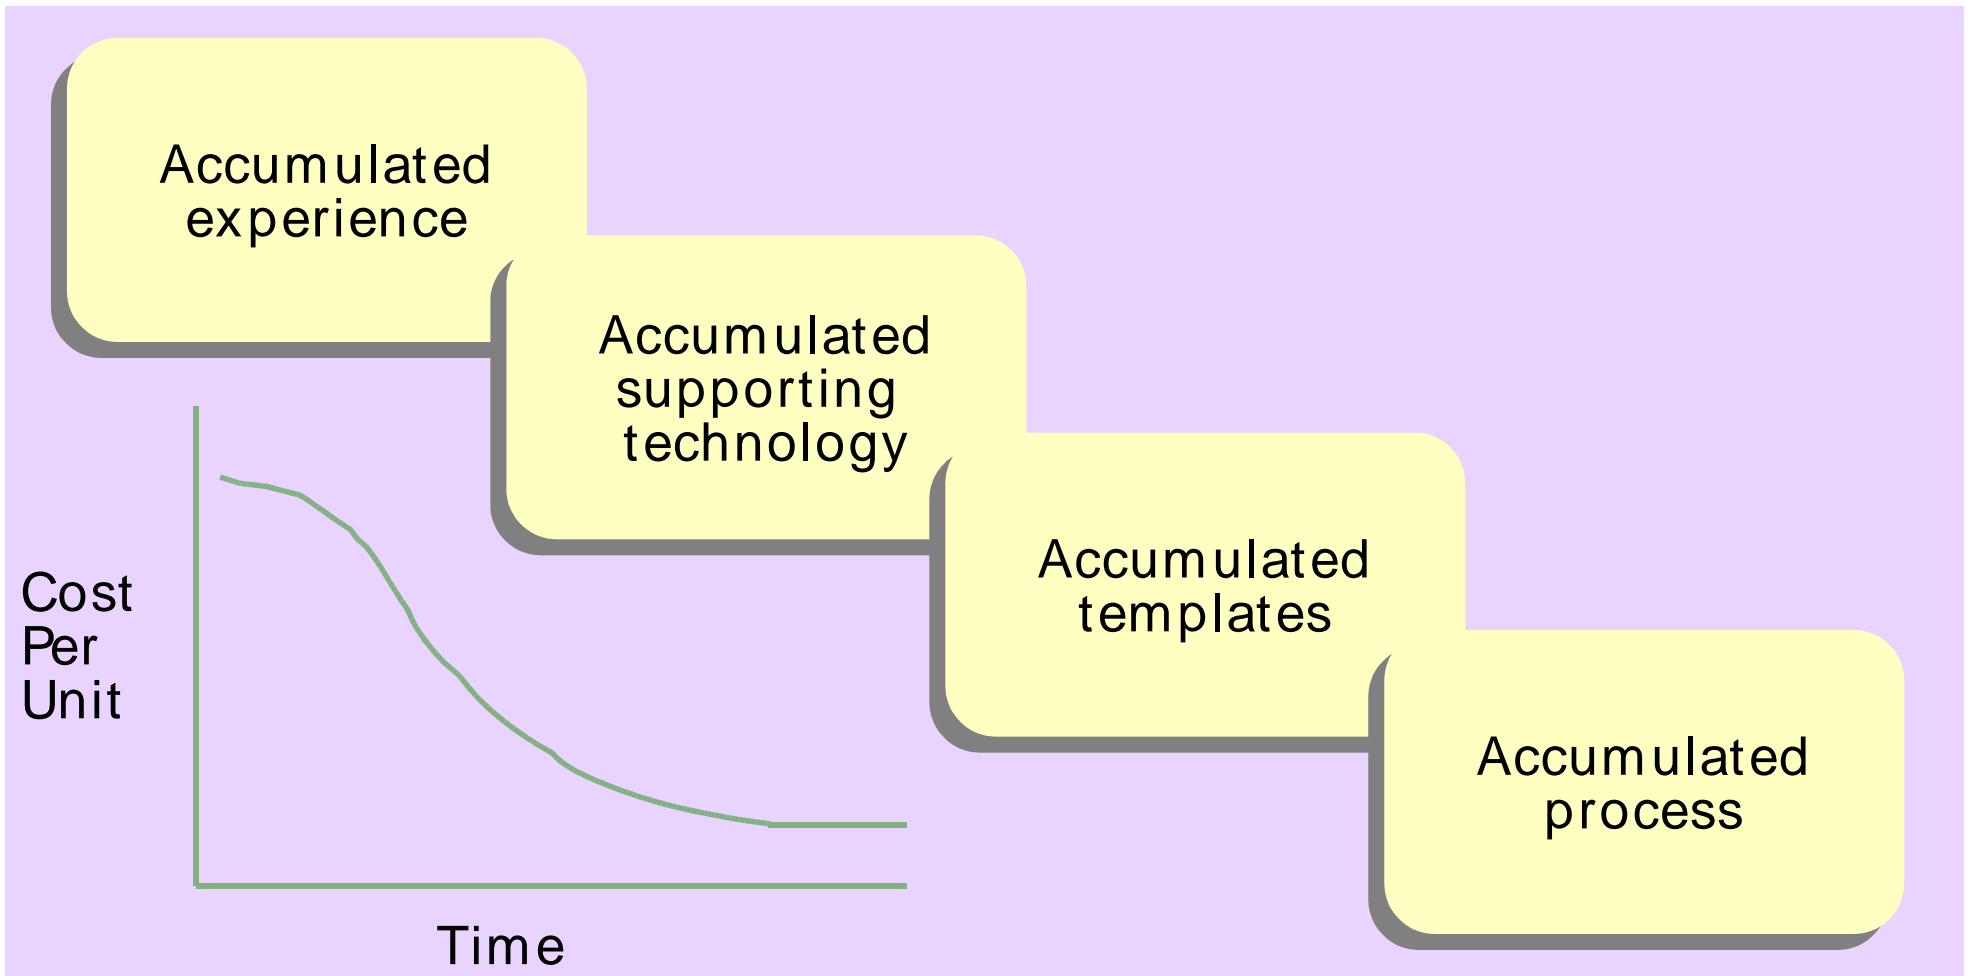 Accumulated
experience
Accumulated
supporting
technology
Accumulated
templates
Accumulated
process
Cost
Per
Unit
Time